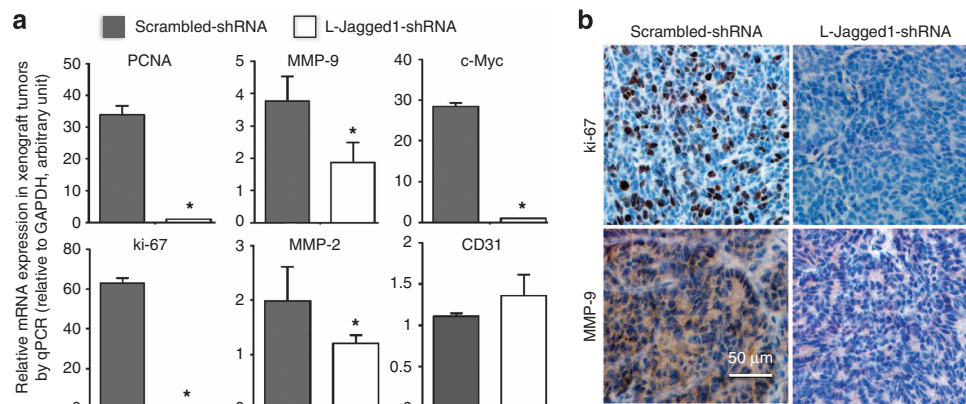 a
Scrambled-shRNA
L-Jagged1-shRNA
Relative mRNA expression in xenograft tumors
by qPCR (relative to GAPDH, arbitrary unit)
PCNA
50
40
30
20
10
0
*
MMP-9
5
4
3
2
1
0
*
c-Myc
40
30
20
10
0
*
ki-67
80
60
40
20
*
MMP-2
3
2
1
*
CD31
2
1.5
1
0.5
b
Scrambled-shRNA
L-Jagged1-shRNA
ki-67
MMP-9
50 μm